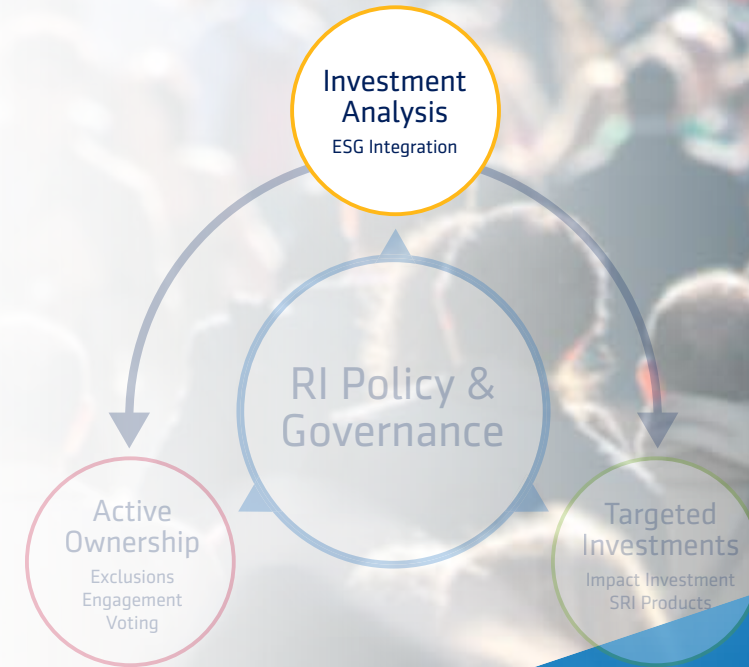 Investment
Analysis
ESG Integration
RI Policy &
Governance
Active
Ownership
Exclusions
Engagement
Voting
Targeted
Investments
Impact Investment
SRI Products